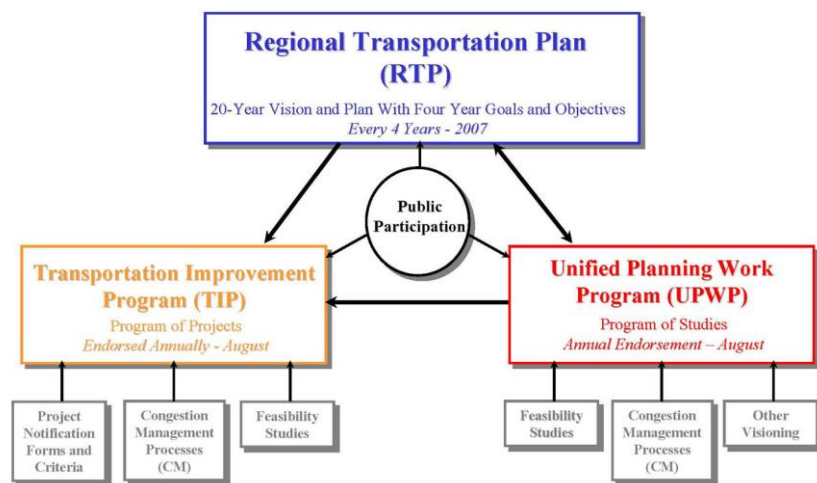 Regional Transportation Plan
(RTP)
20-Year Vision and Plan With Four Year Goals and Objectives
Every 4 Years - 2007
Public
Participation
Transportation Improvement
Program (TIP)
Program of Projects
Endorsed Annually - August
Unified Planning Work
Program (UPWP)
Program of Studies
Annual Endorsement – August
Project
Notification
Forms and
Criteria
Congestion
Management
Processes
(CM)
Feasibility
Studies
Feasibility
Studies
Congestion
Management
Processes
(CM)
Other
Visioning